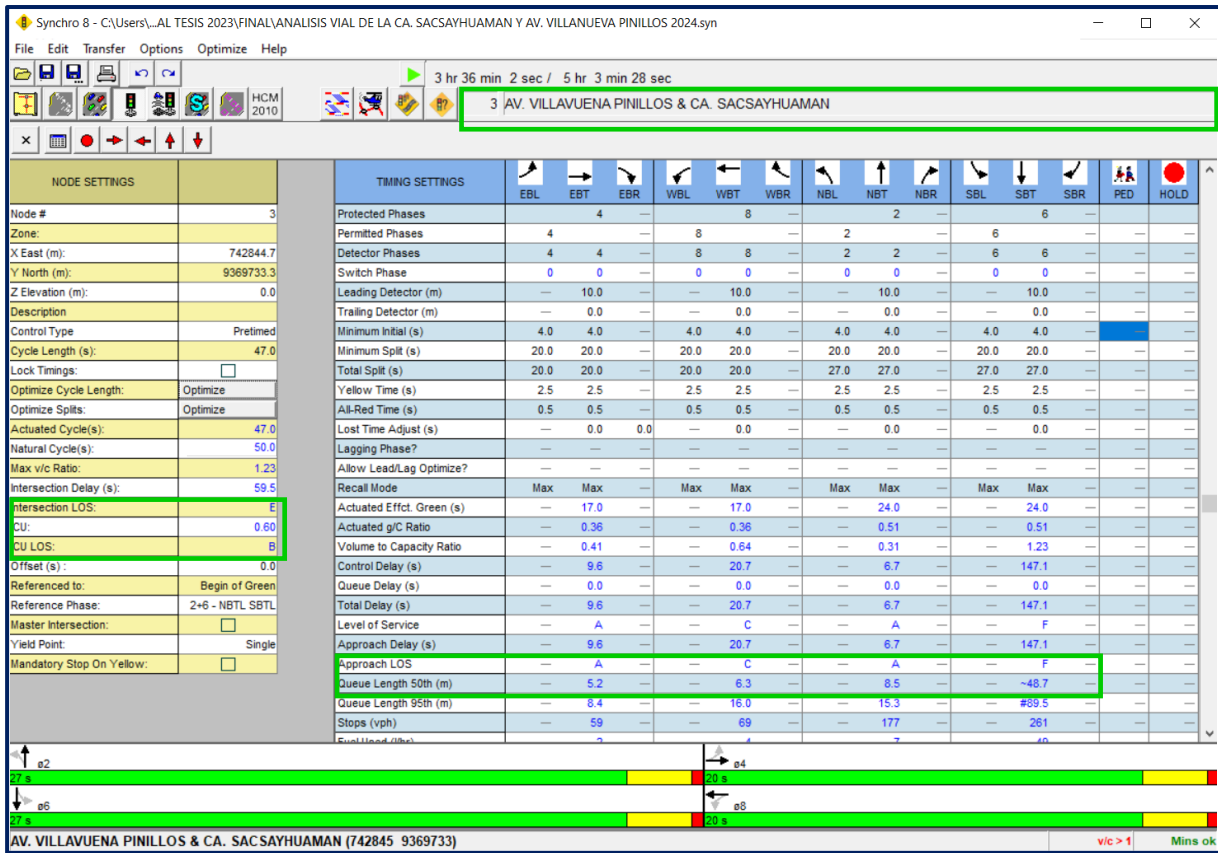 Synchro 8 - C:\Users\...AL TESIS 2023\FINAL\ANALISIS VIAL DE LA CA. SACSAYHUAMAN Y AV. VILLANUEVA PINILLOS 2024.syn
File Edit Transfer Options Optimize Help
3 hr 36 min 2 sec / 5 hr 3 min 28 sec
HCM 2010
3 AV. VILLAVUENA PINILLOS & CA. SACSAYHUAMAN
NODE SETTINGS
Node # 3
Zone:
X East (m): 742844.7
Y North (m): 9369733.3
Z Elevation (m): 0.0
Description
Control Type Pretimed
Cycle Length (s): 47.0
Lock Timings:
Optimize Cycle Length: Optimize
Optimize Splits: Optimize
Actuated Cycle(s): 47.0
Natural Cycle(s): 50.0
Max v/c Ratio: 1.23
Intersection Delay (s): 59.5
ntersection LOS: E
CU: 0.60
CU LOS: B
Offset (s) : 0.0
Referenced to: Begin of Green
Reference Phase: 2+6 - NBTL SBTL
Master Intersection:
Yield Point: Single
Mandatory Stop On Yellow:
TIMING SETTINGS EBL EBT EBR WBL WBT WBR NBL NBT NBR SBL SBT SBR PED HOLD
Protected Phases 4 8 — 2 — 6 — — —
Permitted Phases 4 — 8 — 2 — 6 — — —
Detector Phases 4 4 — 8 8 — 2 2 — 6 6 — — —
Switch Phase 0 0 — 0 0 — 0 0 — 0 0 — — —
Leading Detector (m) — 10.0 — — 10.0 — — 10.0 — — 10.0 — — —
Trailing Detector (m) — 0.0 — — 0.0 — — 0.0 — — 0.0 — — —
Minimum Initial (s) 4.0 4.0 — 4.0 4.0 — 4.0 4.0 — 4.0 4.0 — — —
Minimum Split (s) 20.0 20.0 — 20.0 20.0 — 20.0 20.0 — 20.0 20.0 — — —
Total Split (s) 20.0 20.0 — 20.0 20.0 — 27.0 27.0 — 27.0 27.0 — — —
Yellow Time (s) 2.5 2.5 — 2.5 2.5 — 2.5 2.5 — 2.5 2.5 — — —
All-Red Time (s) 0.5 0.5 — 0.5 0.5 — 0.5 0.5 — 0.5 0.5 — — —
Lost Time Adjust (s) — 0.0 0.0 — 0.0 — — 0.0 — — 0.0 — — —
Lagging Phase? — — — — — — — — — — — — — —
Allow Lead/Lag Optimize? — — — — — — — — — — — — — —
Recall Mode Max Max — Max Max — Max Max — Max Max — — —
Actuated Effct. Green (s) — 17.0 — — 17.0 — — 24.0 — — 24.0 — — —
Actuated g/C Ratio — 0.36 — — 0.36 — — 0.51 — — 0.51 — — —
Volume to Capacity Ratio — 0.41 — — 0.64 — — 0.31 — — 1.23 — — —
Control Delay (s) — 9.6 — — 20.7 — — 6.7 — — 147.1 — — —
Queue Delay (s) — 0.0 — — 0.0 — — 0.0 — — 0.0 — — —
Total Delay (s) — 9.6 — — 20.7 — — 6.7 — — 147.1 — — —
Level of Service — A — — C — — A — — F — — —
Approach Delay (s) — 9.6 — — 20.7 — — 6.7 — — 147.1 — — —
Approach LOS — A — — C — — A — — F — — —
Queue Length 50th (m) — 5.2 — — 6.3 — — 8.5 — — ~48.7 — — —
Queue Length 95th (m) — 8.4 — — 16.0 — — 15.3 — — #89.5 — — —
Stops (vph) — 59 — — 69 — — 177 — — 261 — — —
Fuel Used (l/hr) — 2 — — 4 — — 7 — — 49 — — —
ø2 ø4
27 s 20 s
ø6 ø8
27 s 20 s
AV. VILLAVUENA PINILLOS & CA. SACSAYHUAMAN (742845 9369733) v/c > 1 Mins ok